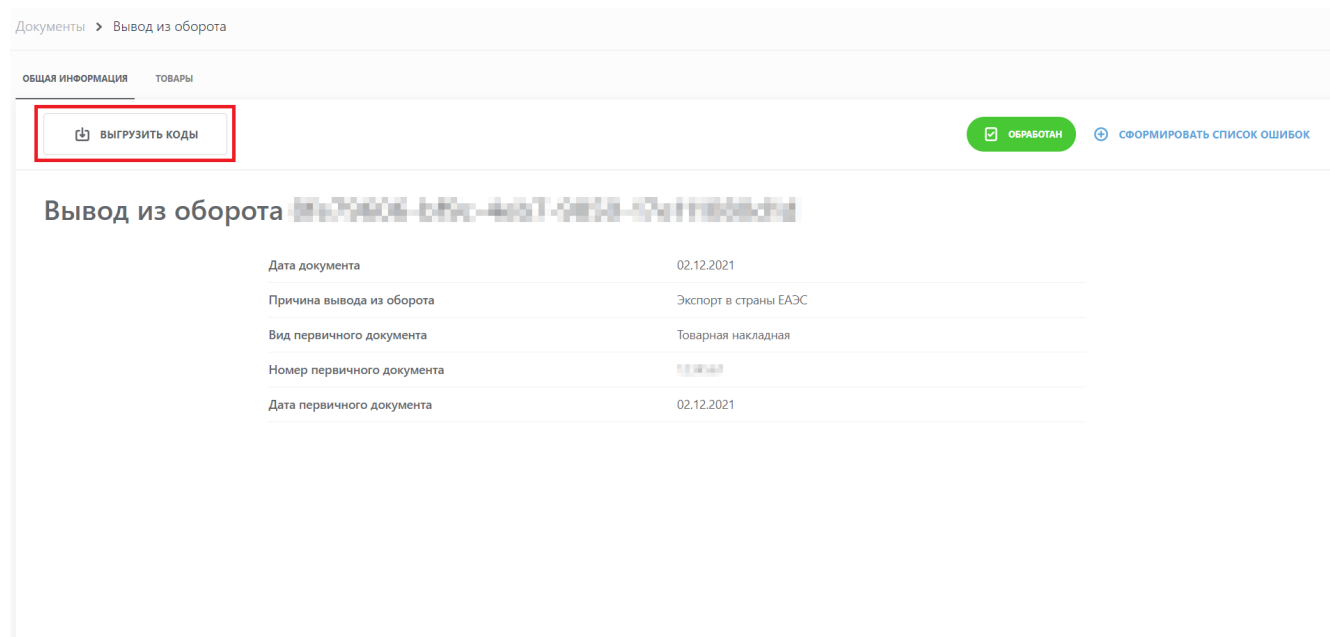 Документы > Вывод из оборота
ОБЩАЯ ИНФОРМАЦИЯ ТОВАРЫ
ВЫГРУЗИТЬ КОДЫ ОБРАБОТАН СФОРМИРОВАТЬ СПИСОК ОШИБОК
Вывод из оборота
Дата документа 02.12.2021
Причина вывода из оборота Экспорт в страны ЕАЭС
Вид первичного документа Товарная накладная
Номер первичного документа
Дата первичного документа 02.12.2021